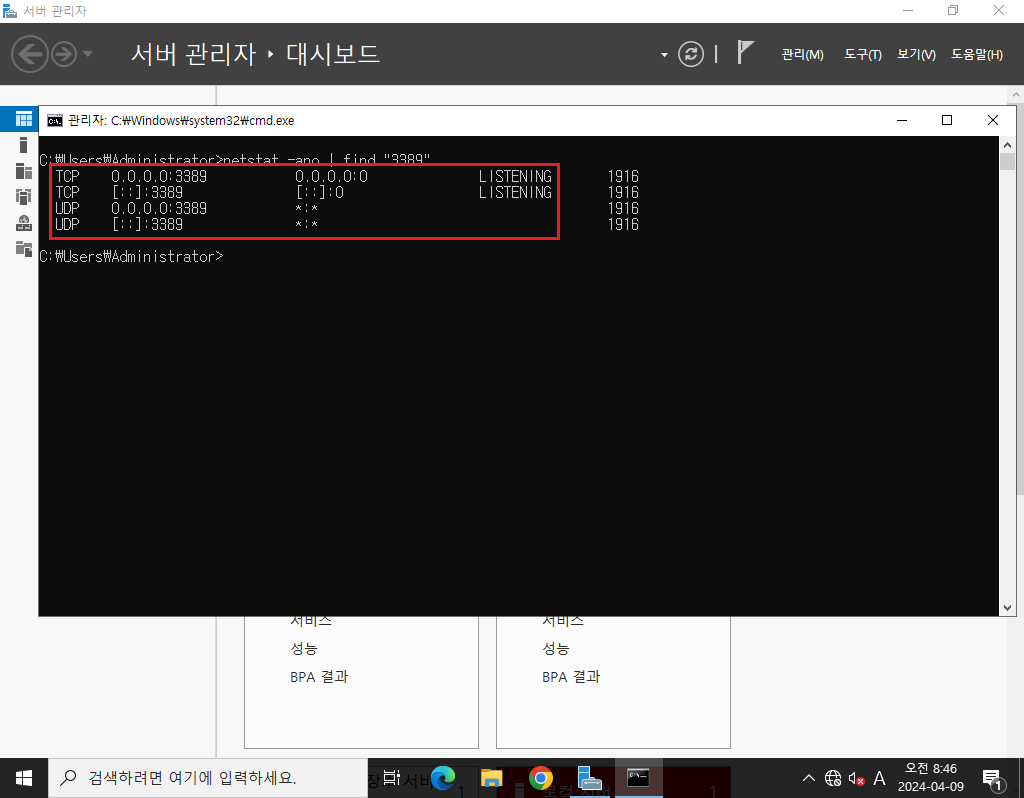 서버 관리자
서버 관리자 ‣ 대시보드
관리(M) 도구(T) 보기(V) 도움말(H)
관리자: C:₩Windows₩system32₩cmd.exe
C:₩Users₩Administrator>netstat -ano | find "3389"
TCP 0.0.0.0:3389 0.0.0.0:0 LISTENING 1916
TCP [::]:3389 [::]:0 LISTENING 1916
UDP 0.0.0.0:3389 *:* 1916
UDP [::]:3389 *:* 1916
C:₩Users₩Administrator>
서비스 서비스
성능 성능
BPA 결과 BPA 결과
검색하려면 여기에 입력하세요.
A
오전 8:46
2024-04-09
1